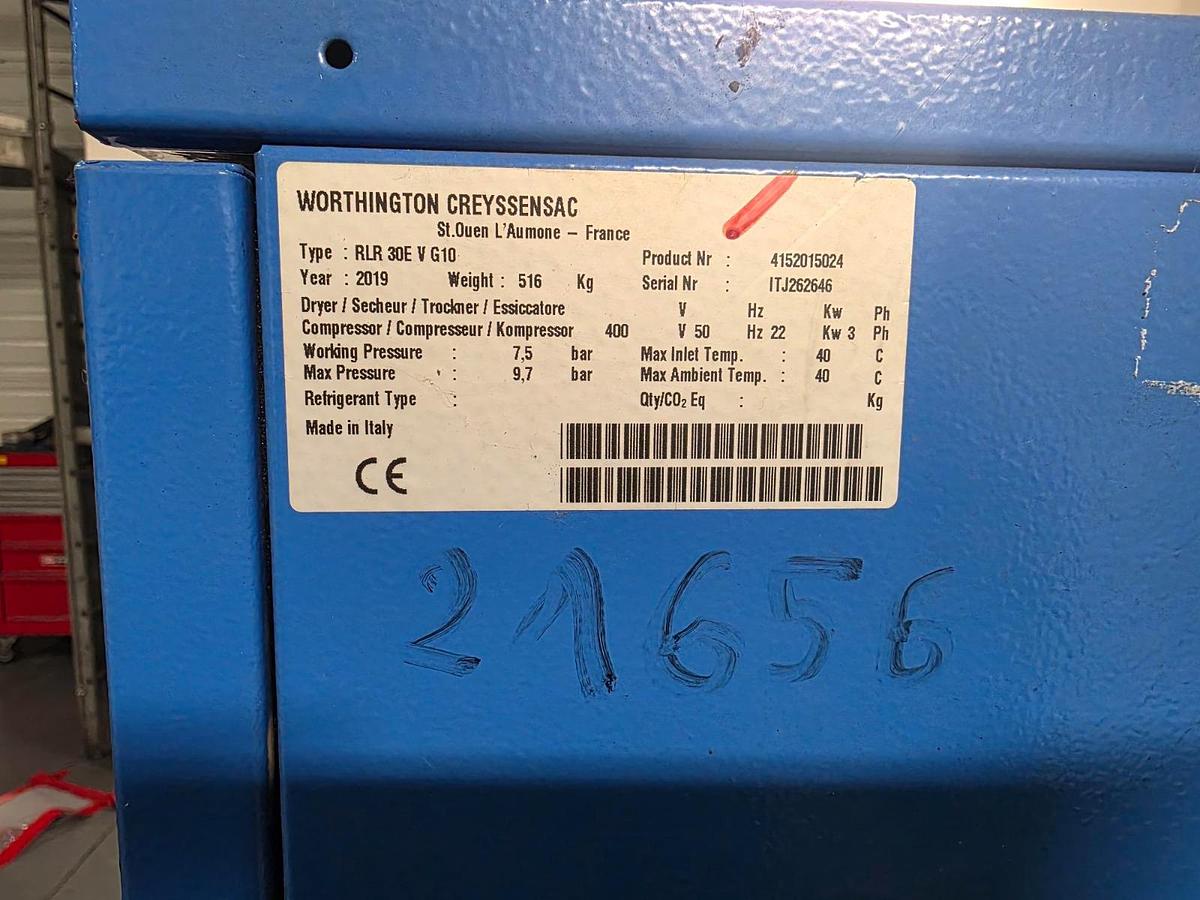 WORTHINGTON CREYSSENSAC
St.Ouen L'Aumone – France
Type : RLR 30E V G10 Product Nr : 4152015024
Year : 2019 Weight : 516 Kg Serial Nr : ITJ262646
Dryer / Secheur / Trockner / Essiccatore V Hz Kw Ph
Compressor / Compresseur / Kompressor 400 V 50 Hz 22 Kw 3 Ph
Working Pressure : 7,5 bar Max Inlet Temp. : 40 C
Max Pressure : 9,7 bar Max Ambient Temp. : 40 C
Refrigerant Type : Qty/CO₂ Eq : Kg
Made in Italy
CE
21656